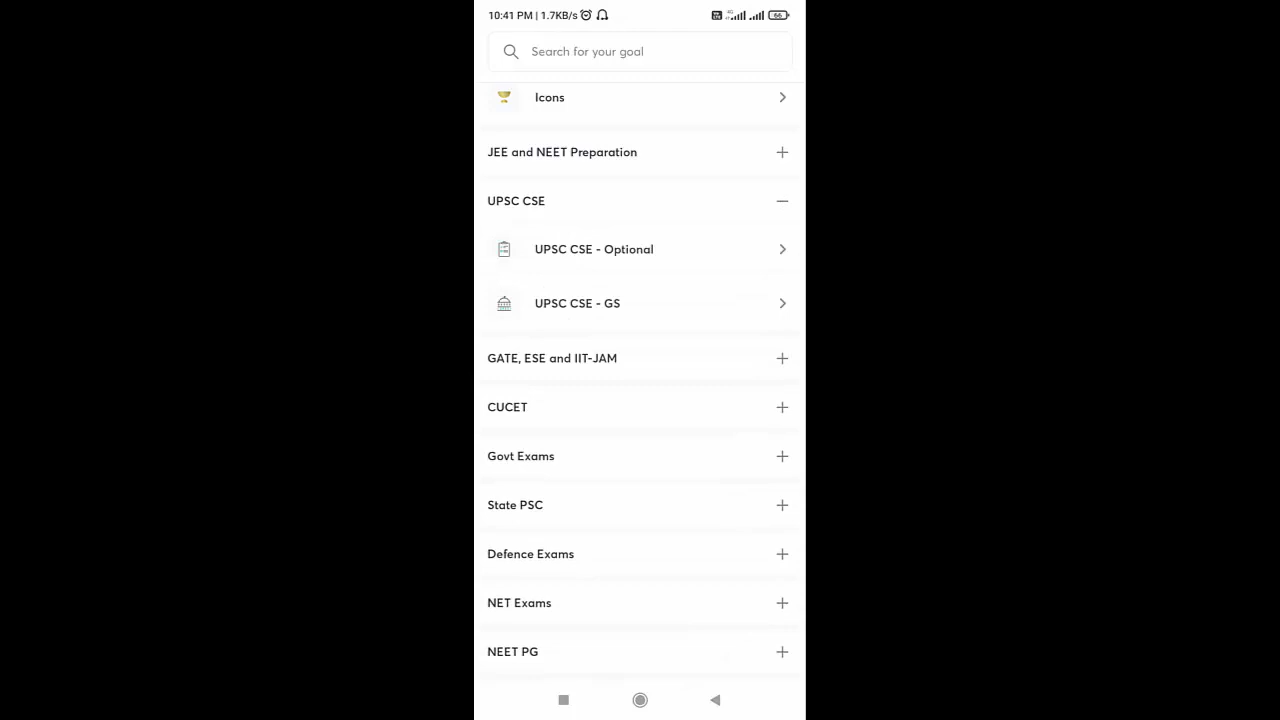 10:41 PM | 1.7KB/s
4G
66
Search for your goal
Icons
JEE and NEET Preparation
UPSC CSE
UPSC CSE - Optional
UPSC CSE - GS
GATE, ESE and IIT-JAM
CUCET
Govt Exams
State PSC
Defence Exams
NET Exams
NEET PG